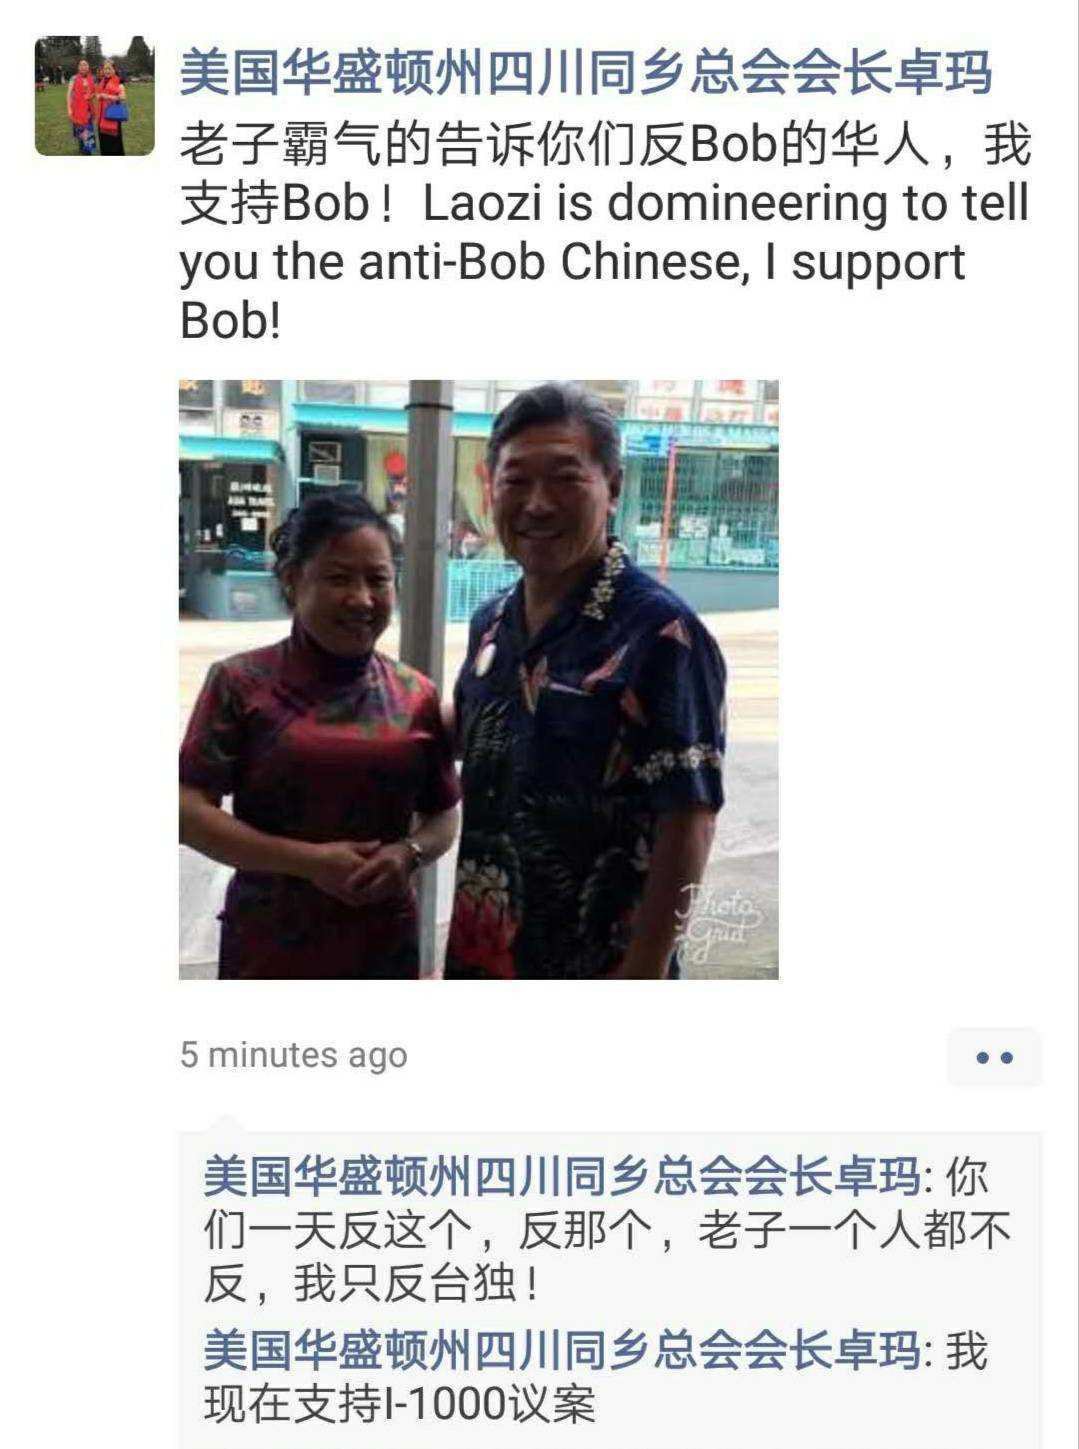 美国华盛顿州四川同乡总会会长卓玛
老子霸气的告诉你们反Bob的华人，我
支持Bob！Laozi is domineering to tell
you the anti-Bob Chinese, I support
Bob!
Photo
Grid
5 minutes ago
美国华盛顿州四川同乡总会会长卓玛: 你
们一天反这个，反那个，老子一个人都不
反，我只反台独！
美国华盛顿州四川同乡总会会长卓玛: 我
现在支持I-1000议案